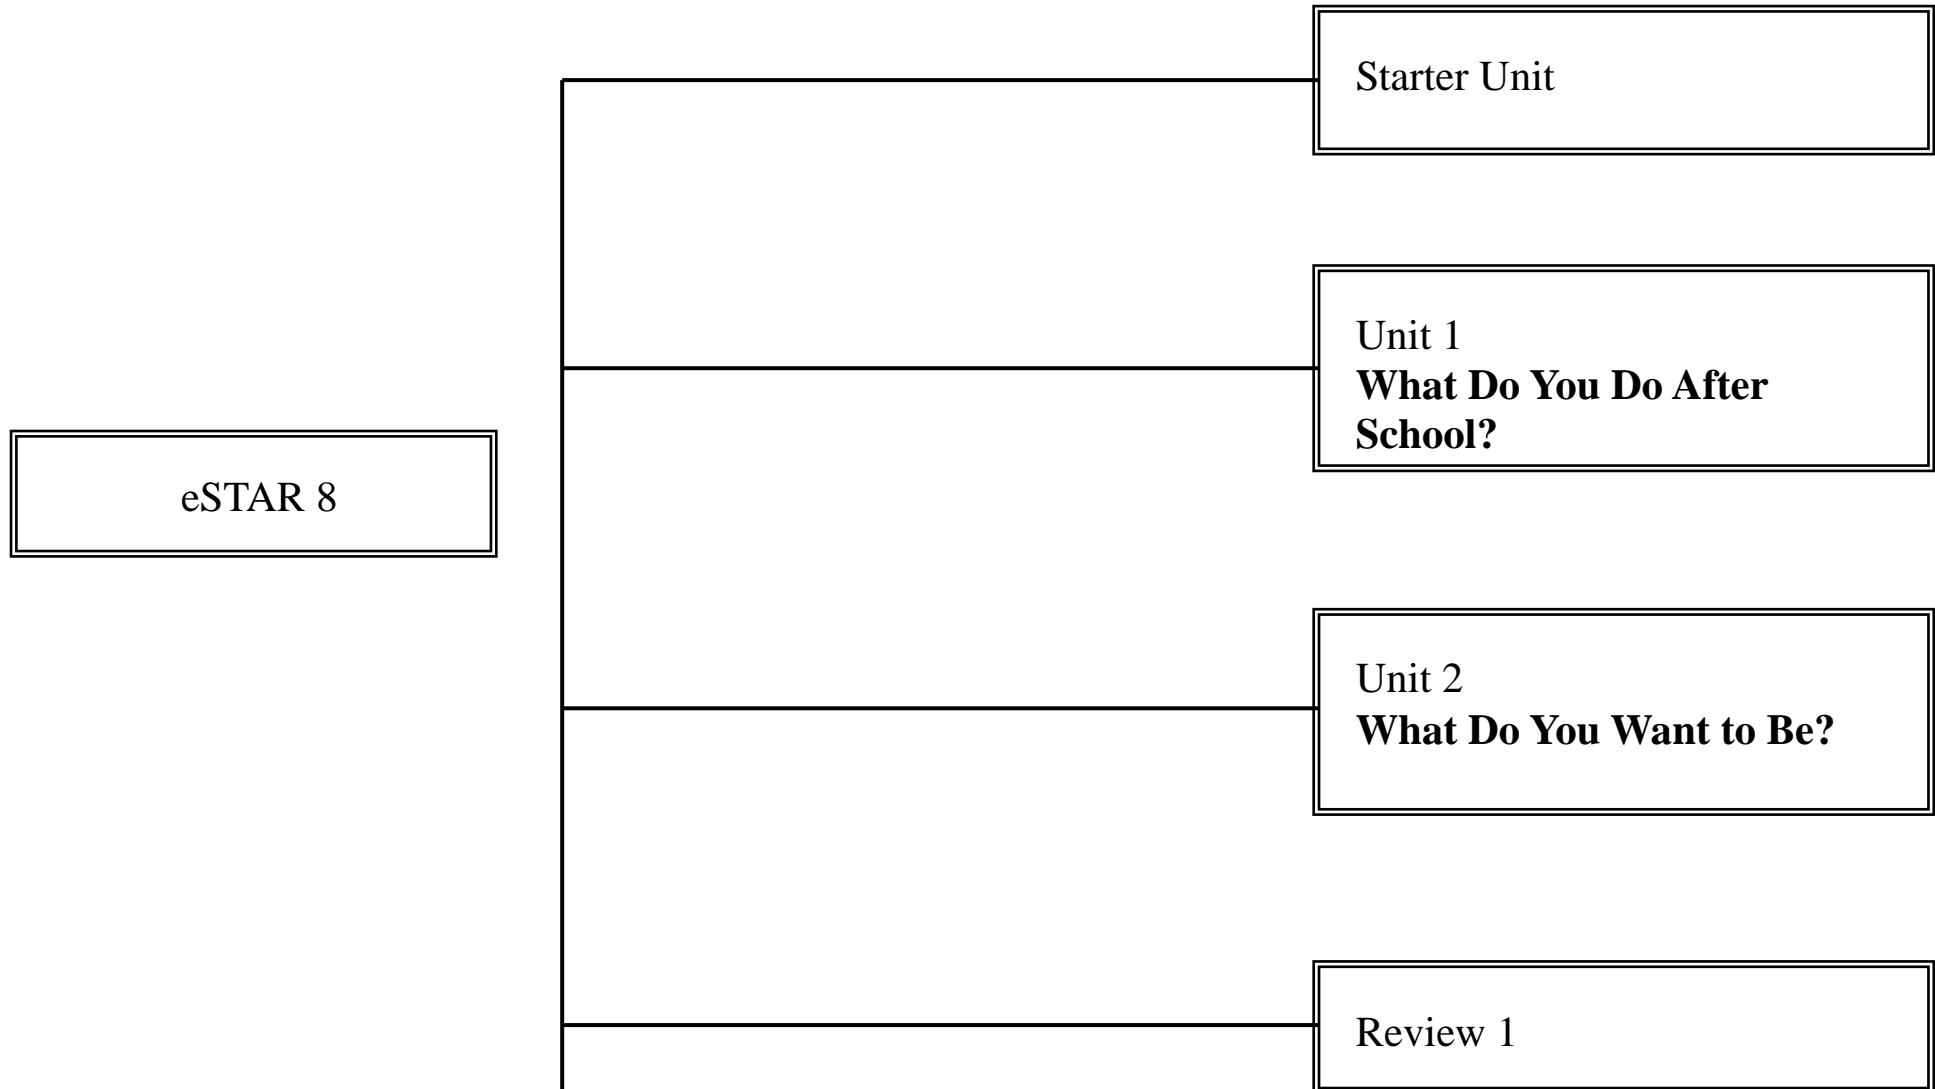 Starter Unit
Unit 1
What Do You Do After
School?
eSTAR 8
Unit 2
What Do You Want to Be?
Review 1